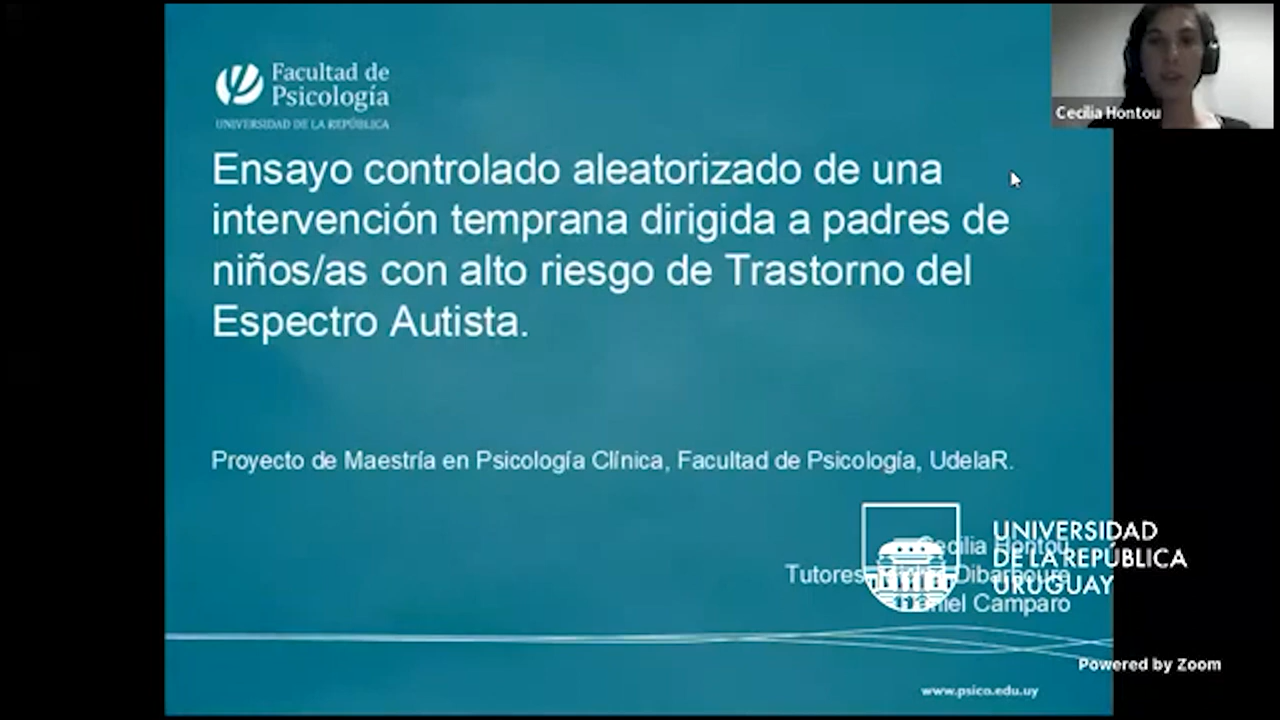 Facultad de
Psicología
UNIVERSIDAD DE LA REPÚBLICA
Cecilia Hontou
Ensayo controlado aleatorizado de una
intervención temprana dirigida a padres de
niños/as con alto riesgo de Trastorno del
Espectro Autista.
Proyecto de Maestría en Psicología Clínica, Facultad de Psicología, UdelaR.
Cecilia Hontou
Tutores
Camparo
UNIVERSIDAD
DE LA REPÚBLICA
URUGUAY
Powered by Zoom
www.psico.edu.uy